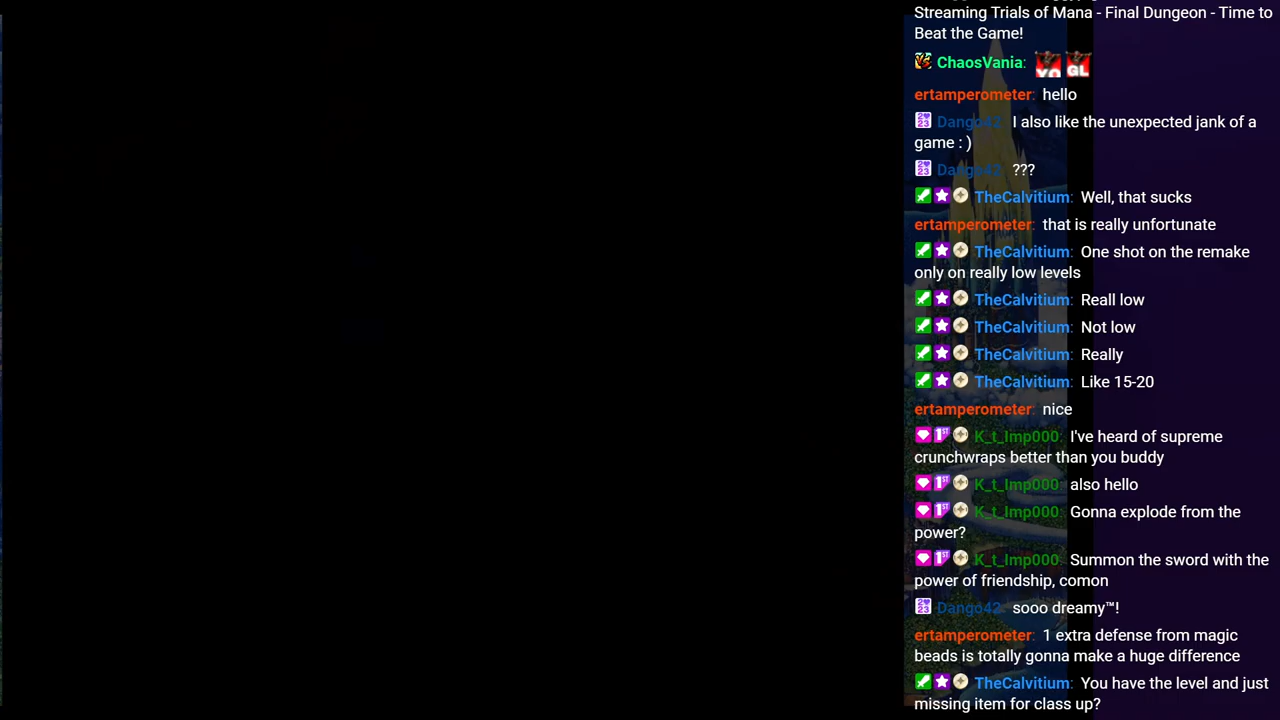 Streaming Trials of Mana - Final Dungeon - Time to
Beat the Game!
ChaosVania: YO GL
ertamperometer: hello
Dango42: I also like the unexpected jank of a
game : )
Dango42: ???
TheCalvitium: Well, that sucks
ertamperometer: that is really unfortunate
TheCalvitium: One shot on the remake
only on really low levels
TheCalvitium: Reall low
TheCalvitium: Not low
TheCalvitium: Really
TheCalvitium: Like 15-20
ertamperometer: nice
K_t_Imp000: I've heard of supreme
crunchwraps better than you buddy
K_t_Imp000: also hello
K_t_Imp000: Gonna explode from the
power?
K_t_Imp000: Summon the sword with the
power of friendship, comon
Dango42: sooo dreamy™!
ertamperometer: 1 extra defense from magic
beads is totally gonna make a huge difference
TheCalvitium: You have the level and just
missing item for class up?